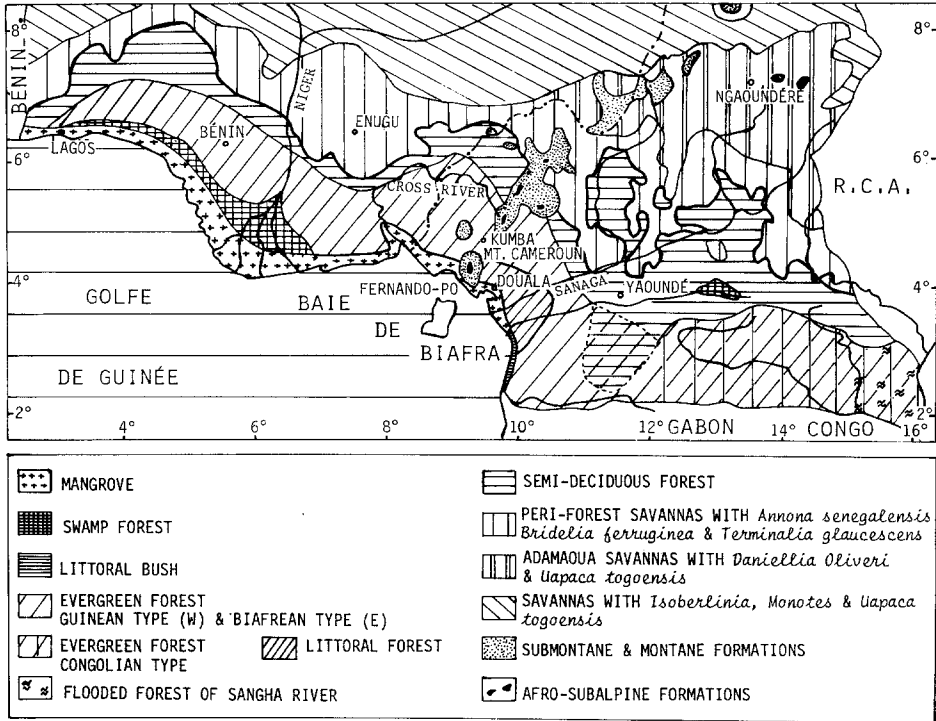 8°
8°
BÉNIN
NIGER
NGAOUNDÉRÉ
ENUGU
BÉNIN
LAGOS
6°
6°
CROSS RIVER
R.C.A.
KUMBA
MT. CAMEROUN
DOUALA
SANAGA
YAOUNDÉ
4°
4°
FERNANDO-PO
GOLFE
BAIE
DE
BIAFRA
DE GUINÉE
2°
2°
4°
6°
8°
10°
12°
GABON
14°
CONGO
16°
MANGROVE
SWAMP FOREST
LITTORAL BUSH
EVERGREEN FOREST
GUINEAN TYPE (W) & BIAFREAN TYPE (E)
EVERGREEN FOREST
CONGOLIAN TYPE
LITTORAL FOREST
FLOODED FOREST OF SANGHA RIVER
SEMI-DECIDUOUS FOREST
PERI-FOREST SAVANNAS WITH Annona senegalensis
Bridelia ferruginea & Terminalia glaucescens
ADAMAOUA SAVANNAS WITH Daniellia Oliveri
& Uapaca togoensis
SAVANNAS WITH Isoberlinia, Monotes & Uapaca
togoensis
SUBMONTANE & MONTANE FORMATIONS
AFRO-SUBALPINE FORMATIONS